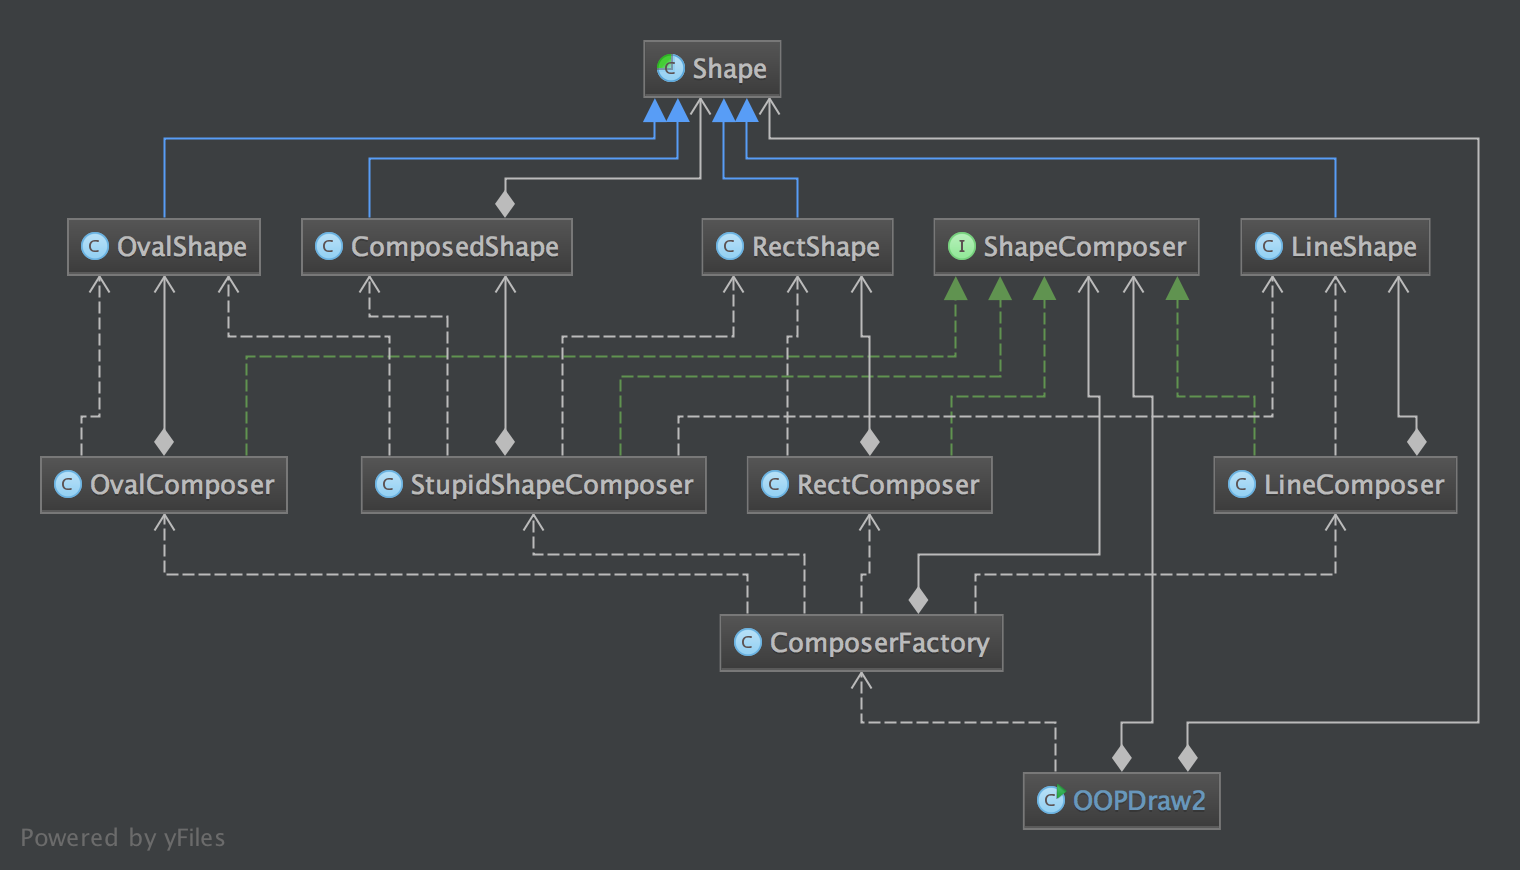 C Shape
C OvalShape
C ComposedShape
C RectShape
I ShapeComposer
C LineShape
C OvalComposer
C StupidShapeComposer
C RectComposer
C LineComposer
C ComposerFactory
C OOPDraw2
Powered by yFiles